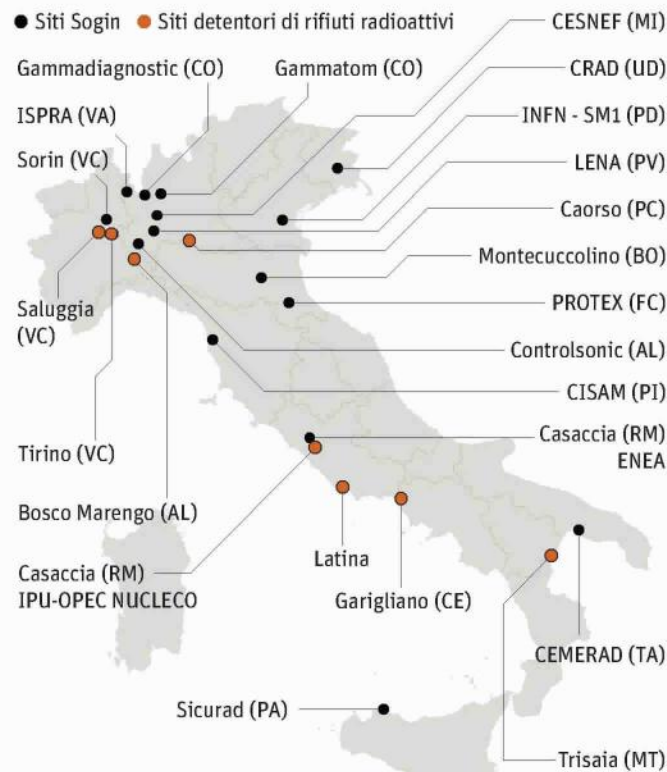 Siti Sogin
Siti detentori di rifiuti radioattivi
CESNEF (MI)
Gammadiagnostic (CO)
Gammatom (CO)
CRAD (UD)
ISPRA (VA)
INFN - SM1 (PD)
Sorin (VC)
LENA (PV)
Caorso (PC)
Montecuccolino (BO)
Saluggia
(VC)
PROTEX (FC)
Controlsonic (AL)
CISAM (PI)
Tirino (VC)
Casaccia (RM)
ENEA
Bosco Marengo (AL)
Latina
Casaccia (RM)
IPU-OPEC NUCLECO
Garigliano (CE)
CEMERAD (TA)
Sicurad (PA)
Trisaia (MT)